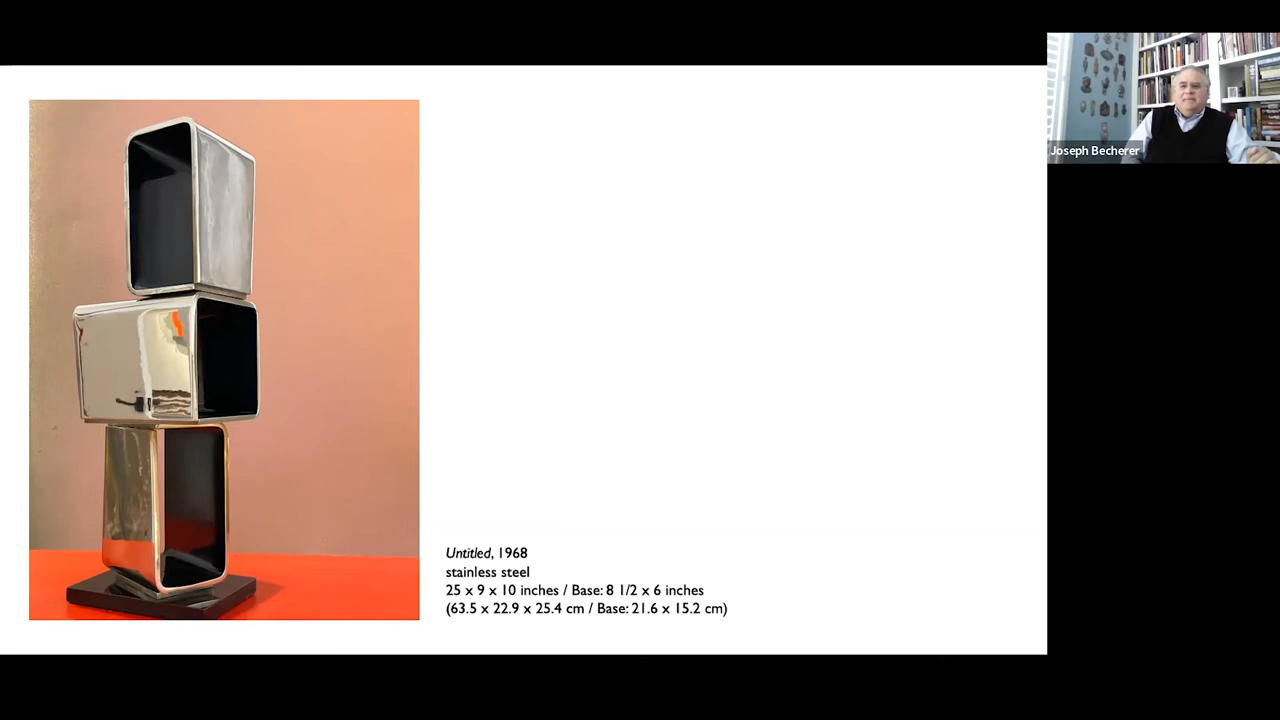 Joseph Becherer
Untitled, 1968
stainless steel
25 x 9 x 10 inches / Base: 8 1/2 x 6 inches
(63.5 x 22.9 x 25.4 cm / Base: 21.6 x 15.2 cm)